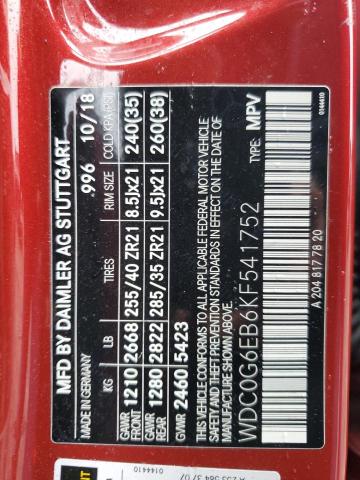 MFD BY DAIMLER AG STUTTGART
MADE IN GERMANY 996 10/18
KG LB TIRES RIM SIZE COLD KPA (PSI)
GAWR FRONT 1210 2668 255/40 ZR21 8.5Jx21 240(35)
GAWR REAR 1280 2822 285/35 ZR21 9.5Jx21 260(38)
GVWR 2460 5423
THIS VEHICLE CONFORMS TO ALL APPLICABLE FEDERAL MOTOR VEHICLE
SAFETY AND THEFT PREVENTION STANDARDS IN EFFECT ON THE DATE OF
MANUFACTURE SHOWN ABOVE.
WDC0G6EB6KF541752
TYPE: MPV
A 204 817 78 20
0144410
0144410